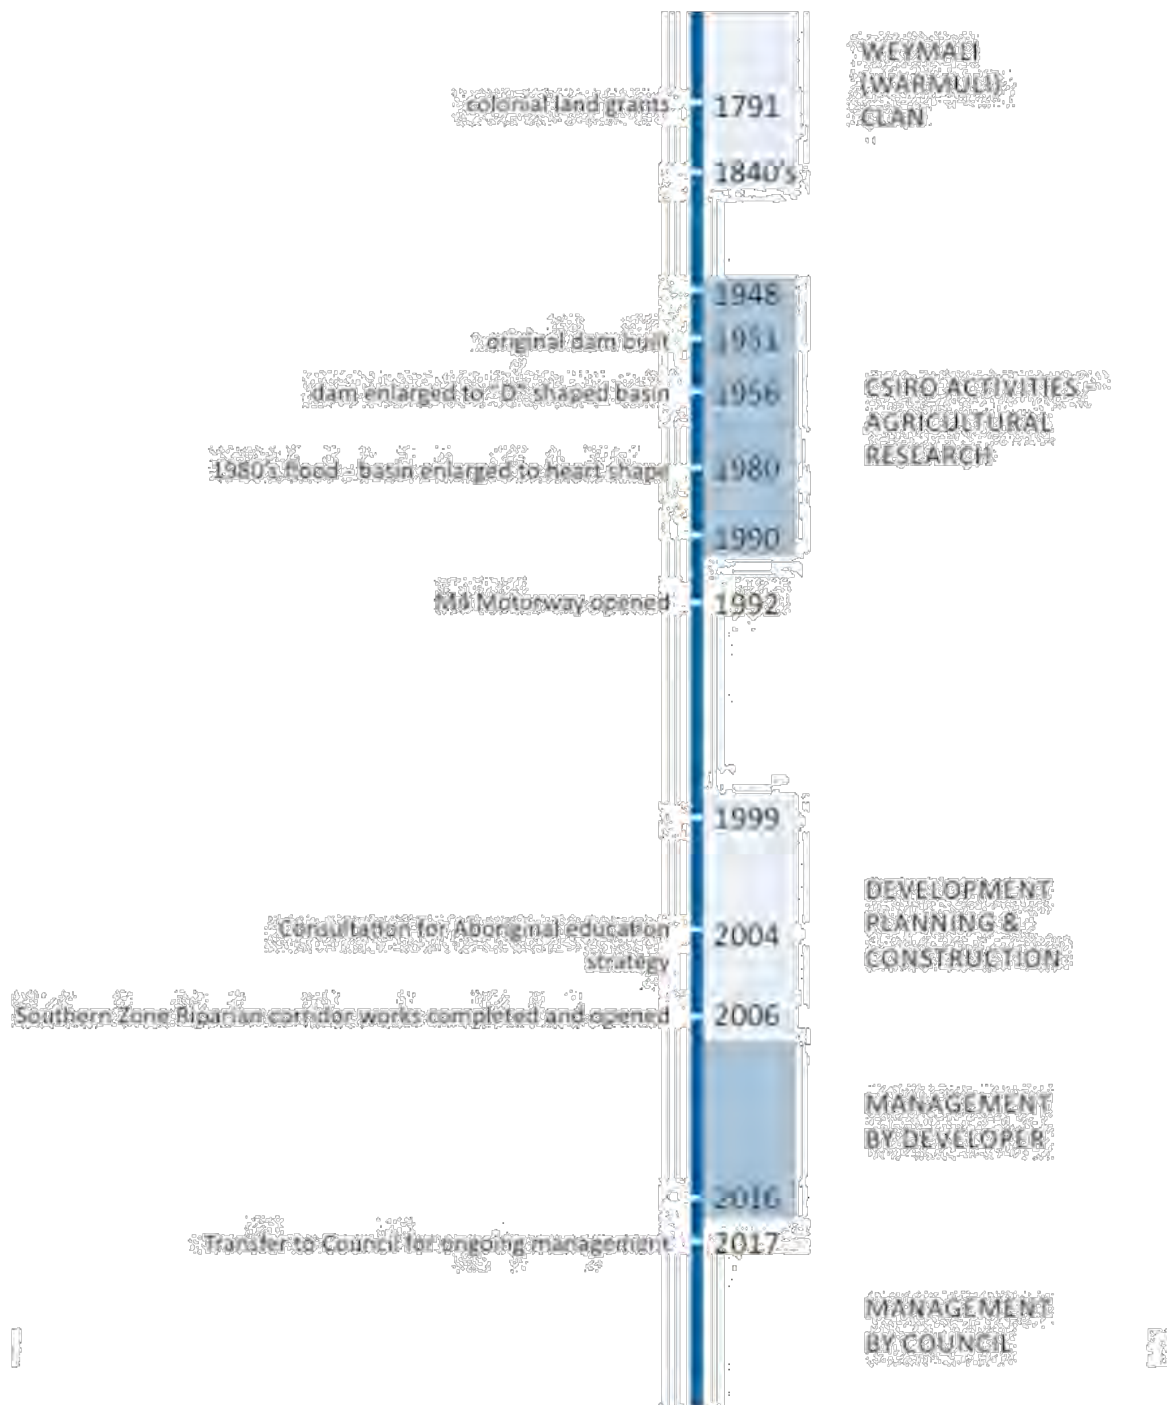 WEYMALI
(WARMULI)
CLAN
colonial land grants 1791
1840's
1948
original dam built 1951
dam enlarged to "D" shaped basin 1956
CSIRO ACTIVITIES
AGRICULTURAL
RESEARCH
1980's flood - basin enlarged to heart shape 1980
1990
M4 Motorway opened 1992
1999
DEVELOPMENT
PLANNING &
CONSTRUCTION
Consultation for Aboriginal education 2004
strategy
Southern Zone Riparian corridor works completed and opened 2006
MANAGEMENT
BY DEVELOPER
2016
Transfer to Council for ongoing management 2017
MANAGEMENT
BY COUNCIL